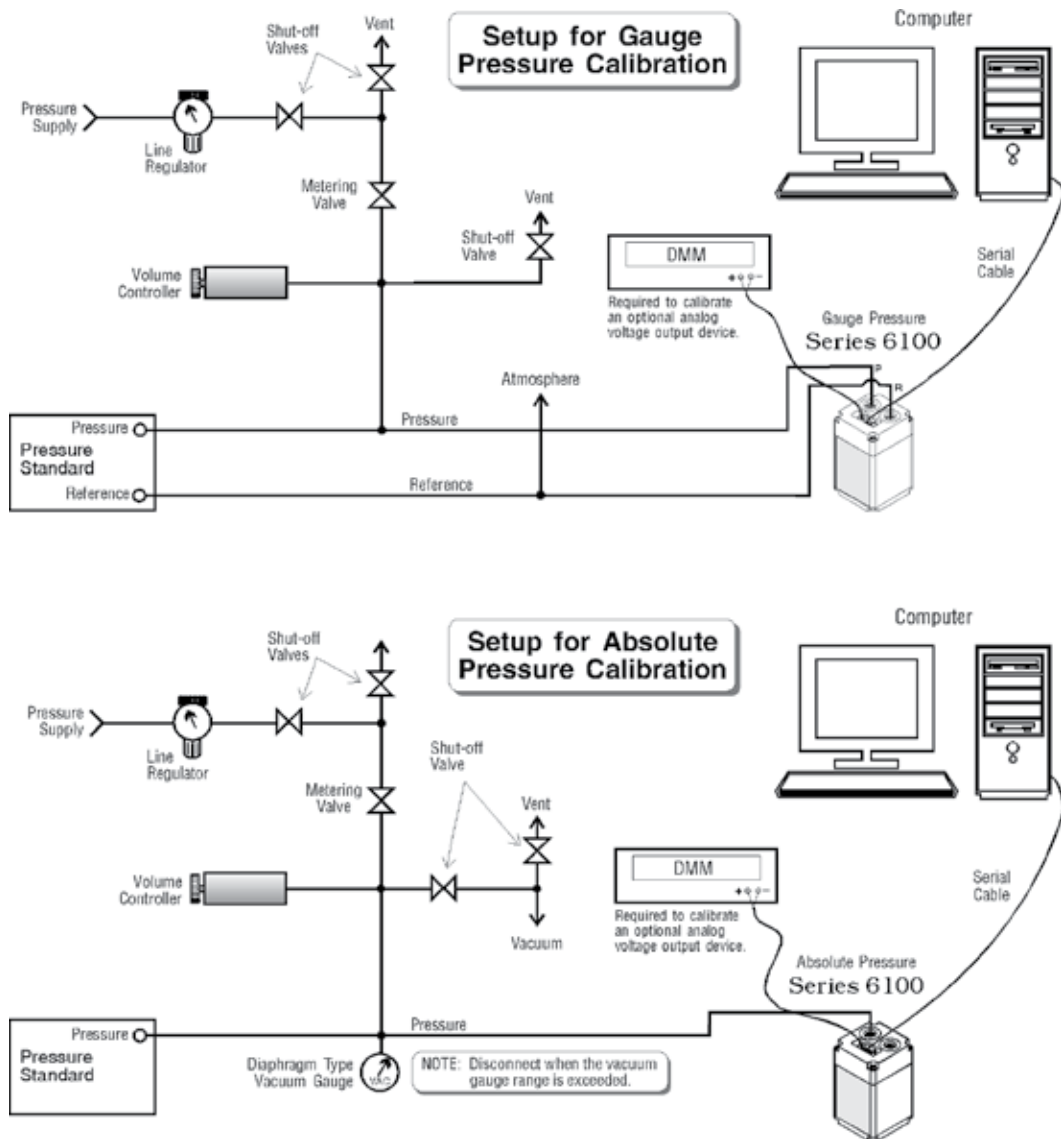 Setup for Gauge
Pressure Calibration
Computer
Shut-off
Valves
Vent
Pressure
Supply
Line
Regulator
Metering
Valve
Vent
Shut-off
Valve
Volume
Controller
DMM
+ -
Required to calibrate
an optional analog
voltage output device.
Serial
Cable
Gauge Pressure
Series 6100
P
R
Atmosphere
Pressure
Pressure
Pressure
Standard
Reference
Reference
Setup for Absolute
Pressure Calibration
Computer
Shut-off
Valves
Pressure
Supply
Line
Regulator
Shut-off
Valve
Metering
Valve
Vent
Volume
Controller
Vacuum
DMM
+ -
Required to calibrate
an optional analog
voltage output device.
Serial
Cable
Absolute Pressure
Series 6100
Pressure
Pressure
Pressure
Standard
Diaphragm Type
Vacuum Gauge
VAC
NOTE: Disconnect when the vacuum
gauge range is exceeded.